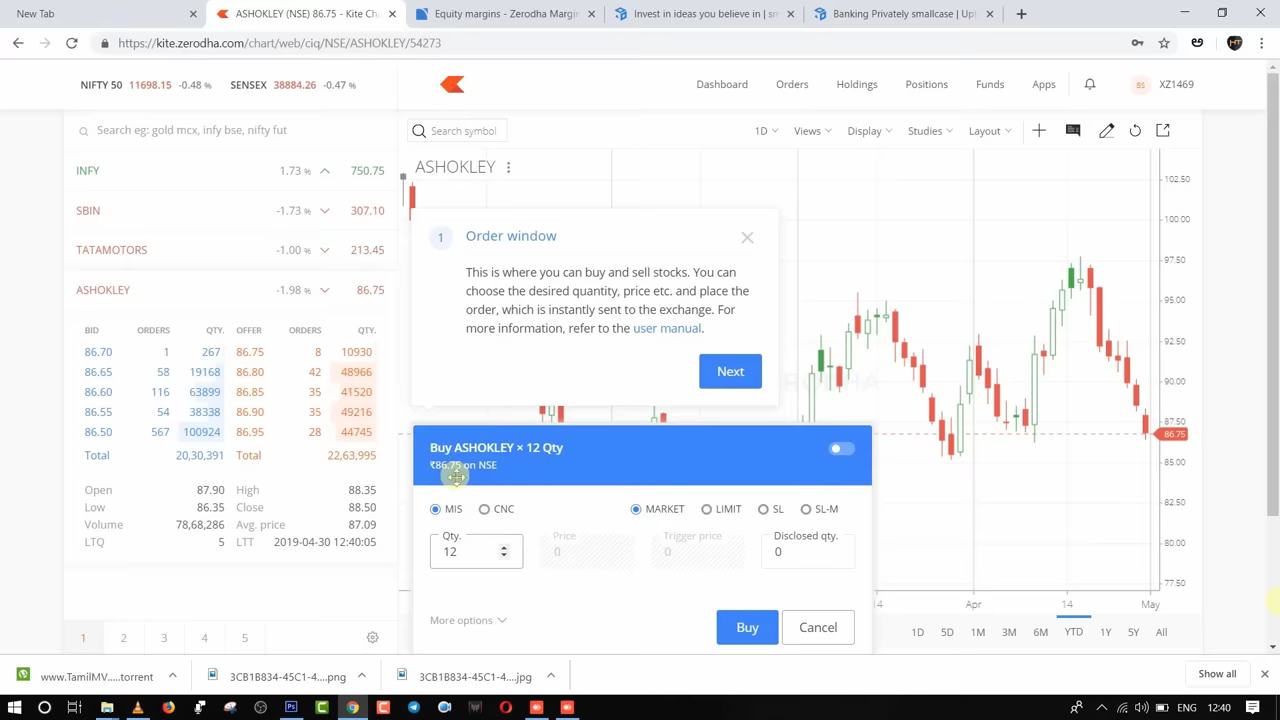 New Tab
ASHOKLEY (NSE) 86.75 - Kite Ch
Equity margins - Zerodha Margin
Invest in ideas you believe in | sm
Banking Privately smallcase | Up
https://kite.zerodha.com/chart/web/ciq/NSE/ASHOKLEY/54273
NIFTY 50 11698.15 -0.48 % SENSEX 38884.26 -0.47 %
Dashboard Orders Holdings Positions Funds Apps BS XZ1469
Search eg: gold mcx, infy bse, nifty fut
Search symbol 1D Views Display Studies Layout
INFY 1.73 % 750.75
SBIN -1.73 % 307.10
TATAMOTORS -1.00 % 213.45
ASHOKLEY -1.98 % 86.75
BID ORDERS QTY. OFFER ORDERS QTY.
86.70 1 267 86.75 8 10930
86.65 58 19168 86.80 42 48966
86.60 116 63899 86.85 35 41520
86.55 54 38338 86.90 35 49216
86.50 567 100924 86.95 28 44745
Total 20,30,391 Total 22,63,995
Open 87.90 High 88.35
Low 86.35 Close 88.50
Volume 78,68,286 Avg. price 87.09
LTQ 5 LTT 2019-04-30 12:40:05
1 2 3 4 5
ASHOKLEY
1 Order window
This is where you can buy and sell stocks. You can
choose the desired quantity, price etc. and place the
order, which is instantly sent to the exchange. For
more information, refer to the user manual.
Next
Buy ASHOKLEY × 12 Qty
₹86.75 on NSE
MIS CNC MARKET LIMIT SL SL-M
Qty. Price Trigger price Disclosed qty.
12 0 0 0
More options
Buy Cancel
102.50
100.00
97.50
95.00
92.50
90.00
87.50
86.75
85.00
82.50
80.00
77.50
14 Apr 14 May
1D 5D 1M 3M 6M YTD 1Y 5Y All
www.TamilMV.....torrent
3CB1B834-45C1-4....png
3CB1B834-45C1-4....jpg
Show all
ENG 12:40